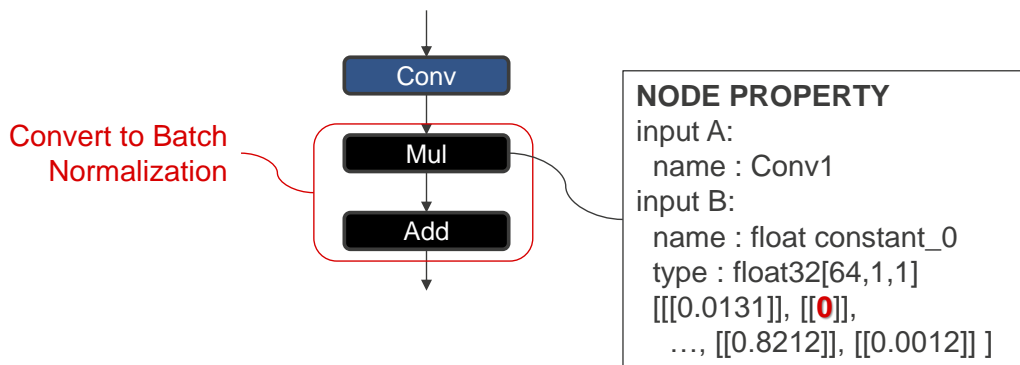 Conv
Convert to Batch
Normalization
Mul
Add
NODE PROPERTY
input A:
name : Conv1
input B:
name : float constant_0
type : float32[64,1,1]
[[[0.0131]], [[0]],
…, [[0.8212]], [[0.0012]] ]